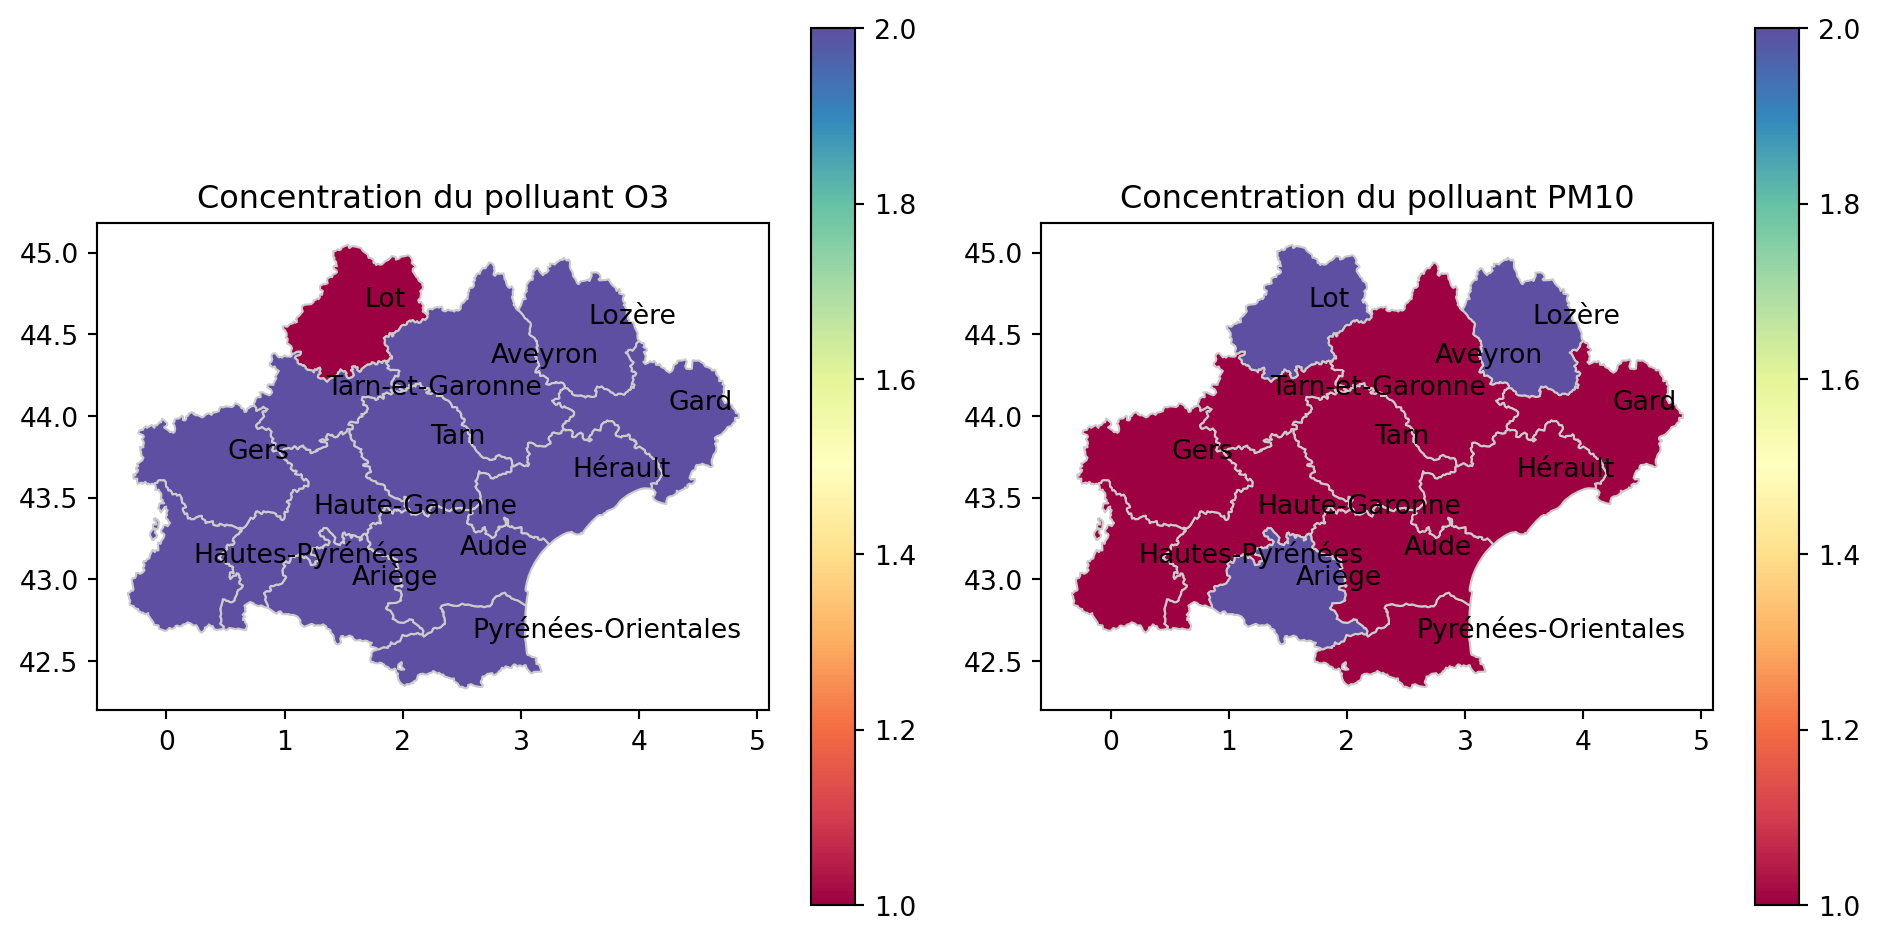 Concentration du polluant O3
45.0
44.5
44.0
43.5
43.0
42.5
0 1 2 3 4 5
Lot
Lozère
Aveyron
Tarn-et-Garonne
Gard
Tarn
Gers
Hérault
Haute-Garonne
Aude
Hautes-Pyrénées
Ariège
Pyrénées-Orientales
2.0
1.8
1.6
1.4
1.2
1.0
Concentration du polluant PM10
45.0
44.5
44.0
43.5
43.0
42.5
0 1 2 3 4 5
Lot
Lozère
Aveyron
Tarn-et-Garonne
Gard
Tarn
Gers
Hérault
Haute-Garonne
Aude
Hautes-Pyrénées
Ariège
Pyrénées-Orientales
2.0
1.8
1.6
1.4
1.2
1.0